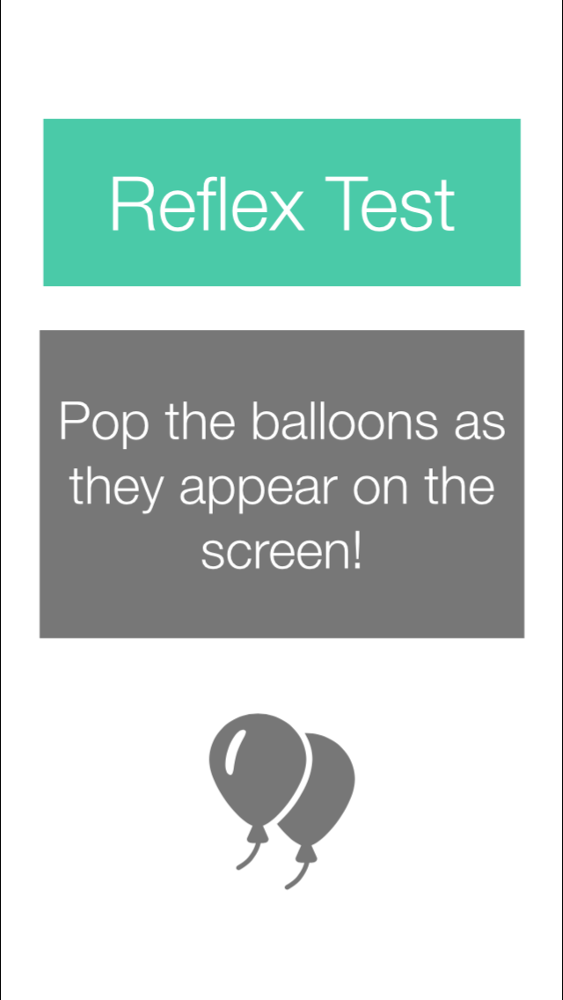 Reflex Test
Pop the balloons as
they appear on the
screen!